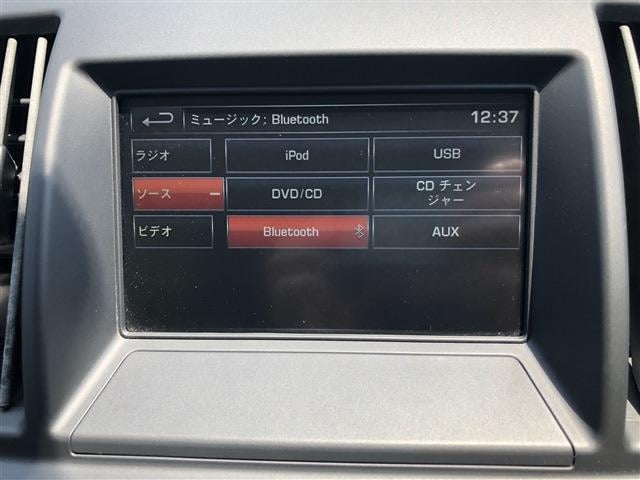 ミュージック: Bluetooth
12:37
ラジオ
iPod
USB
ソース
DVD/CD
CD チェン
ジャー
ビデオ
Bluetooth
AUX